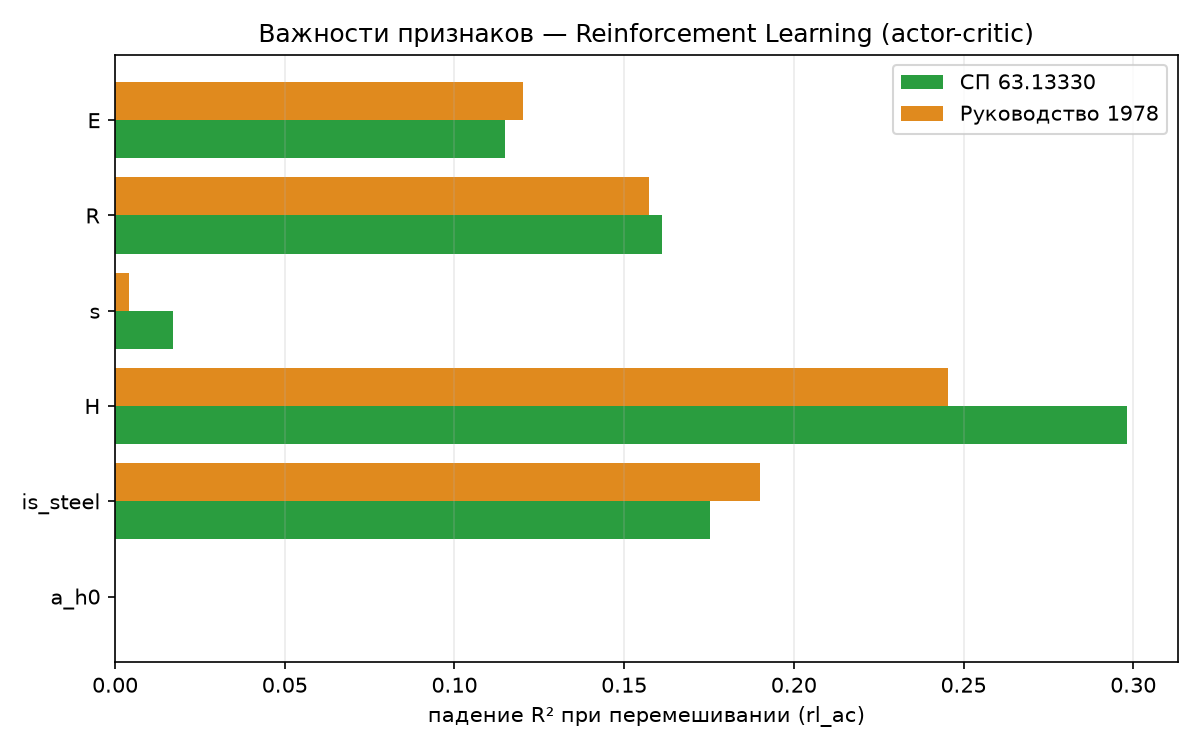 Важности признаков — Reinforcement Learning (actor-critic)
СП 63.13330
Руководство 1978
E
R
s
H
is_steel
a_h0
0.00 0.05 0.10 0.15 0.20 0.25 0.30
падение R² при перемешивании (rl_ac)